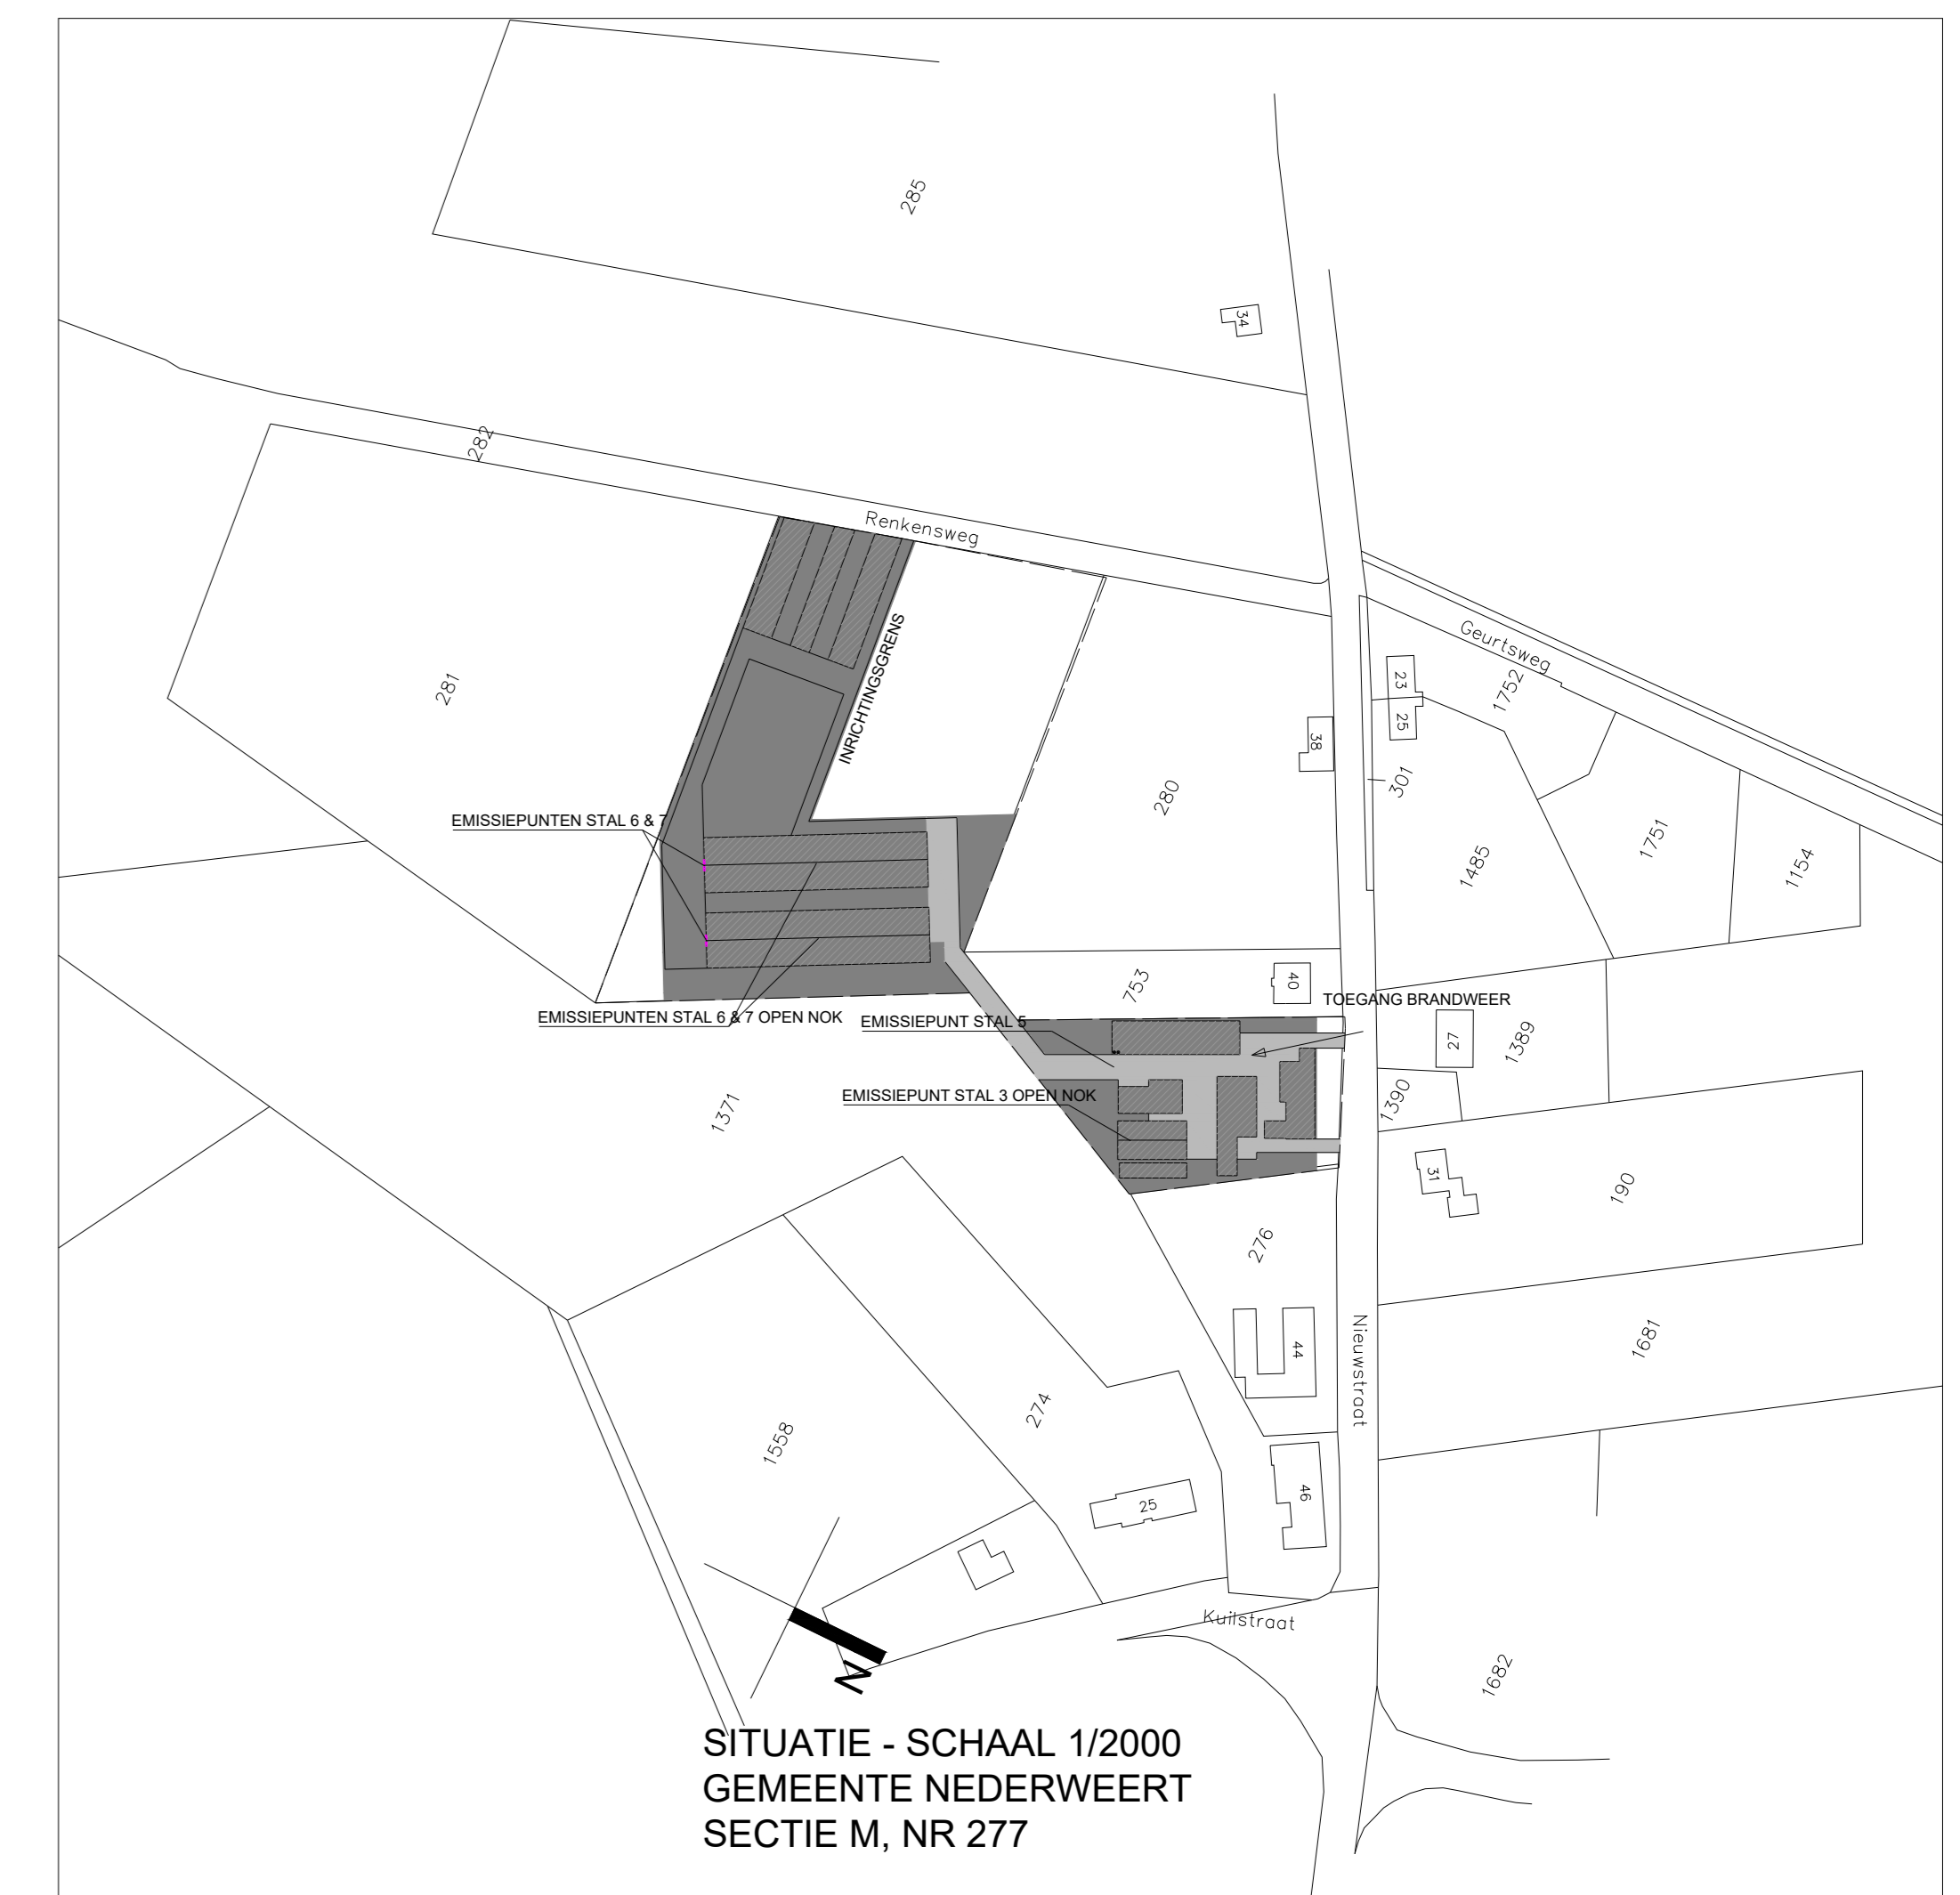 285
34
282
Renkensweg
INRICHTINGSGRENS
281
Geurtsweg
23
1752
25
38
301
280
EMISSIEPUNTEN STAL 6 & 7
1485
1751
1154
753
40
TOEGANG BRANDWEER
EMISSIEPUNTEN STAL 6 & 7 OPEN NOK
EMISSIEPUNT STAL 5
27
1389
EMISSIEPUNT STAL 3 OPEN NOK
1390
1371
31
190
276
Nieuwstraat
44
1681
274
1558
46
25
Kuilstraat
1682
N
SITUATIE - SCHAAL 1/2000
GEMEENTE NEDERWEERT
SECTIE M, NR 277